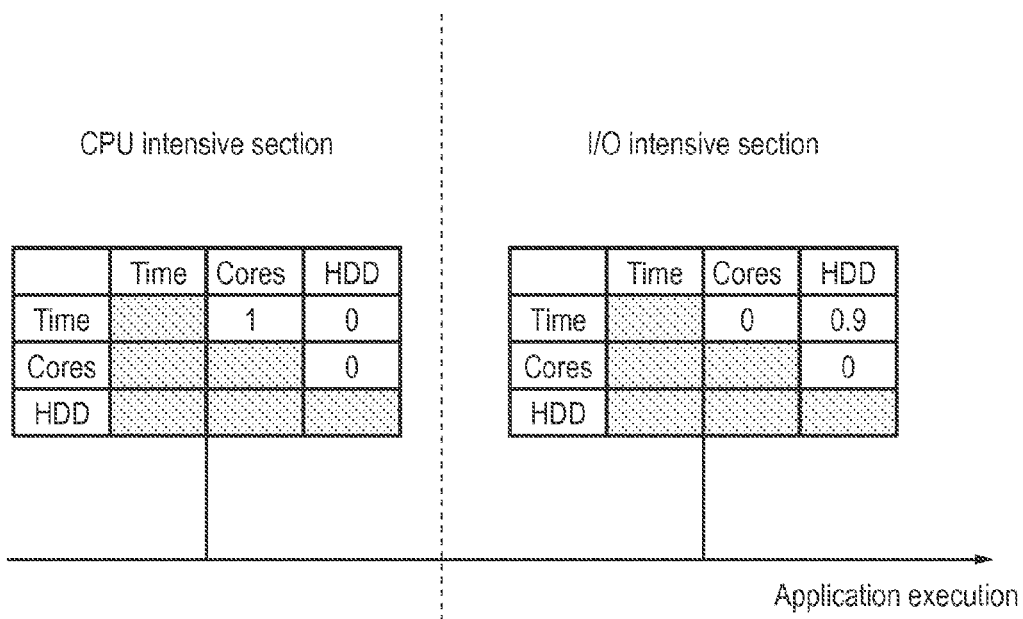 CPU intensive section
I/O intensive section
Time Cores HDD
Time 1 0
Cores 0
HDD
Time Cores HDD
Time 0 0.9
Cores 0
HDD
Application execution